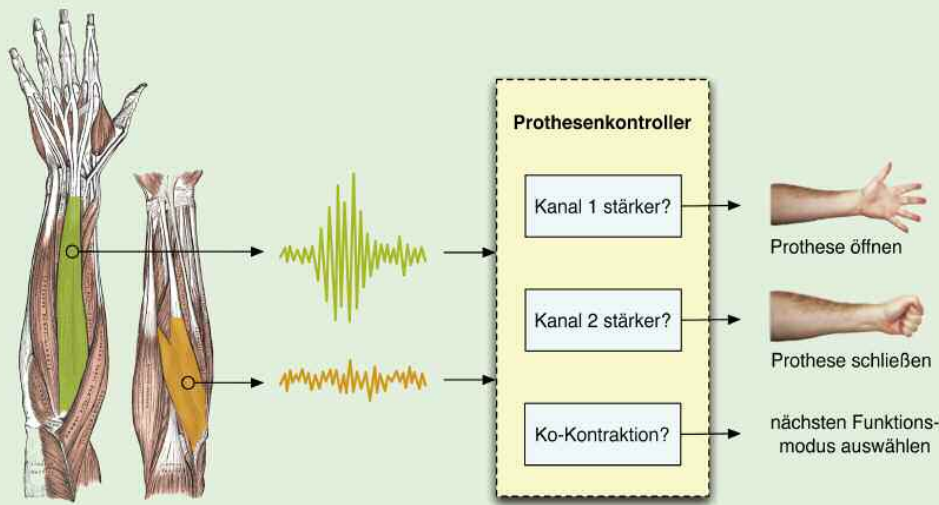 Prothesenkontroller
Kanal 1 stärker?
Prothese öffnen
Kanal 2 stärker?
Prothese schließen
Ko-Kontraktion?
nächsten Funktions-
modus auswählen